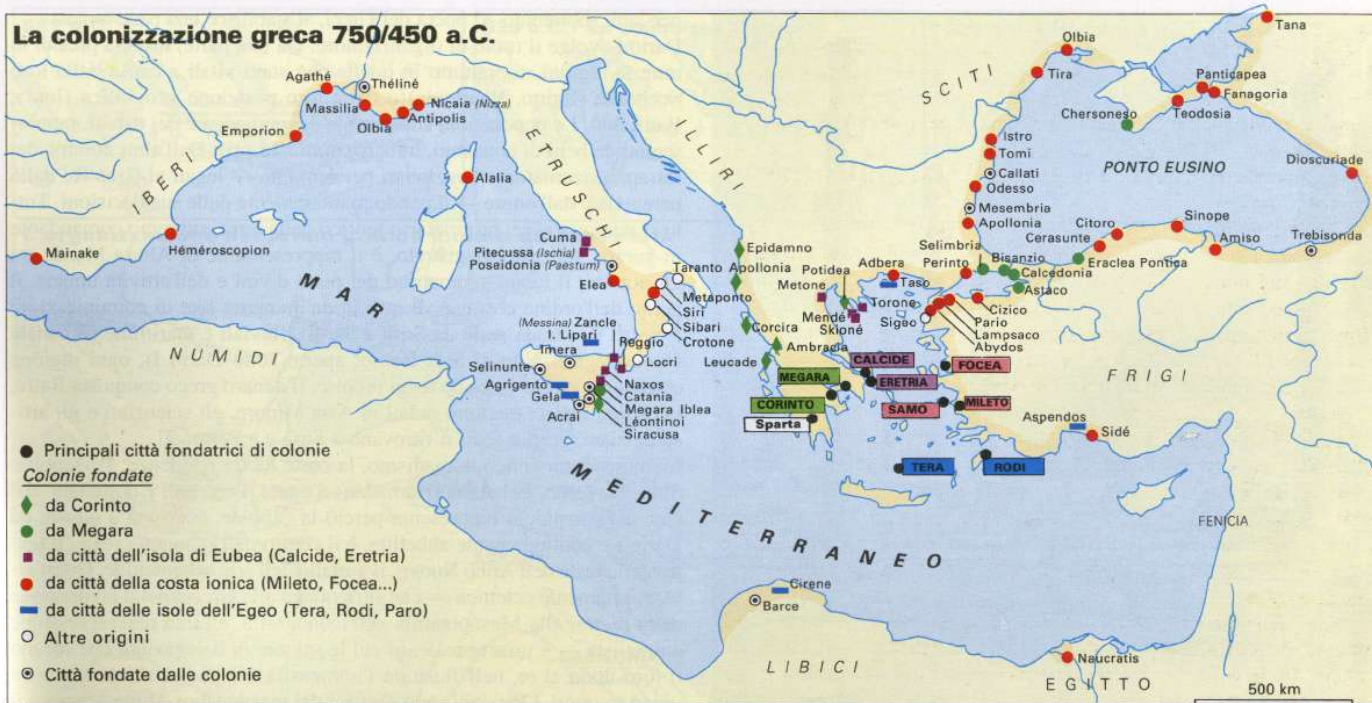 La colonizzazione greca 750/450 a.C.
Tana
Olbia
Tira
SCITI
Panticapea
Fanagoria
Chersoneso
Teodosia
Agathé
Théliné
Massilia
Nicaia (Nizza)
Olbia
Antipolis
Emporion
ETRUSCHI
ILLIRI
Istro
Tomi
Callati
Odesso
PONTO EUSINO
Dioscuriade
IBERI
Alalia
Mesembria
Apollonia
Citoro
Sinope
Selimbria
Cerasunte
Trebisonda
Mainake
Héméroscopion
Cuma
Pitecussa (Ischia)
Poseidonia (Paestum)
Elea
Epidamno
Taranto
Apollonia
Potidea
Metone
Adbera
Perinto
Bisanzio
Amiso
Eraclea Pontica
Calcedonia
Taso
Astaco
MAR
MEDITERRANEO
Metaponto
Siri
Sibari
Crotone
Toroné
Mendé
Skioné
Sigeo
Cizico
Pario
Lampsaco
Abydos
NUMIDI
(Messina) Zancle
I. Lipari
Reggio
Imera
Locri
Corcira
Ambracia
Leucade
CALCIDE
FOCEA
FRIGI
Selinunte
Agrigento
Gela
Acrai
Naxos
Catania
Megara Iblea
Léontinoi
Siracusa
MEGARA
ERETRIA
CORINTO
SAMO
MILETO
Sparta
Aspendos
Sidé
TERA
RODI
FENICIA
Cirene
Barce
LIBICI
Naucratis
EGITTO
500 km
Principali città fondatrici di colonie
Colonie fondate
da Corinto
da Megara
da città dell'isola di Eubea (Calcide, Eretria)
da città della costa ionica (Mileto, Focea...)
da città delle isole dell'Egeo (Tera, Rodi, Paro)
Altre origini
Città fondate dalle colonie